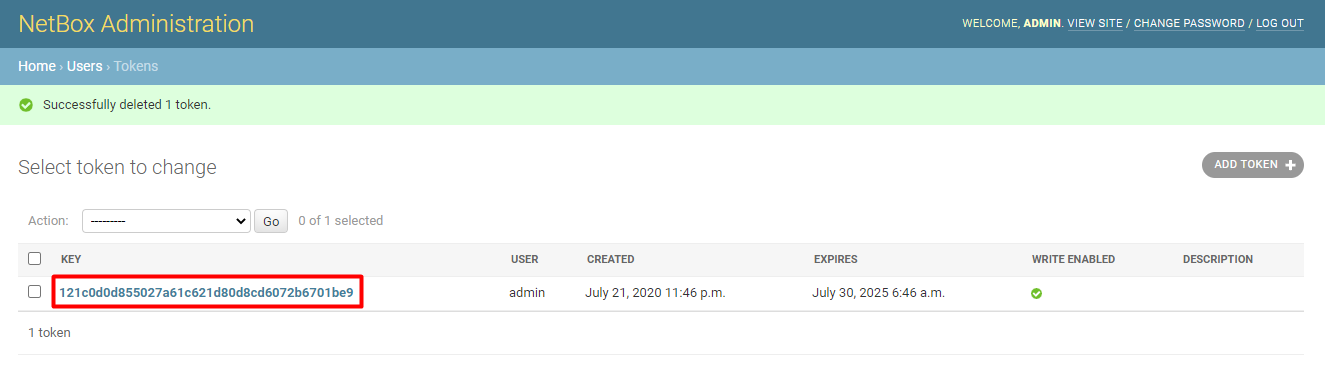 NetBox Administration
WELCOME, ADMIN. VIEW SITE / CHANGE PASSWORD / LOG OUT
Home › Users › Tokens
Successfully deleted 1 token.
Select token to change
ADD TOKEN +
Action: --------- Go 0 of 1 selected
KEY USER CREATED EXPIRES WRITE ENABLED DESCRIPTION
121c0d0d855027a61c621d80d8cd6072b6701be9 admin July 21, 2020 11:46 p.m. July 30, 2025 6:46 a.m.
1 token